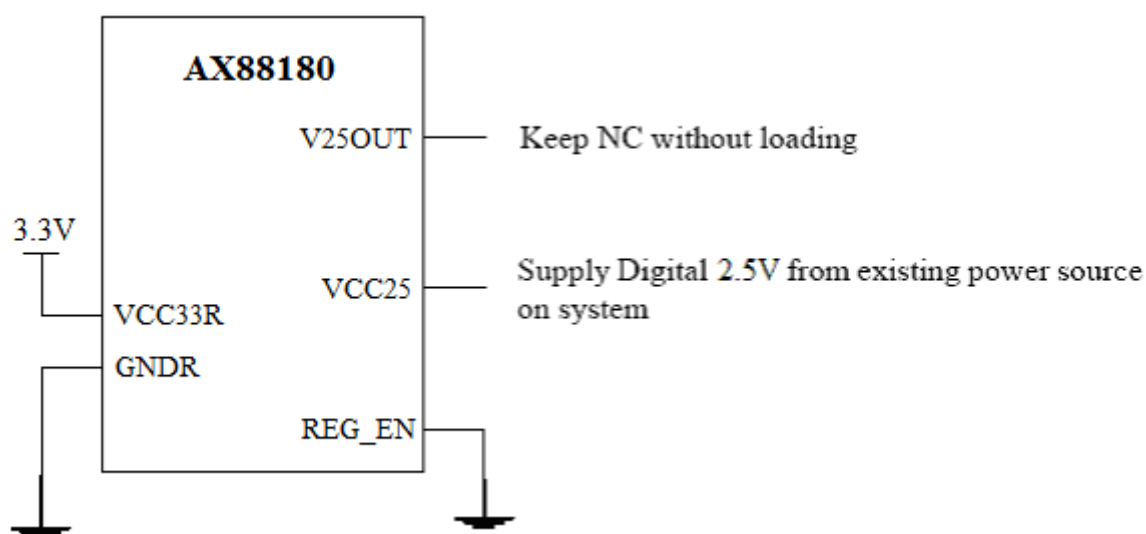 AX88180
V25OUT
Keep NC without loading
3.3V
VCC25
Supply Digital 2.5V from existing power source
on system
VCC33R
GNDR
REG_EN